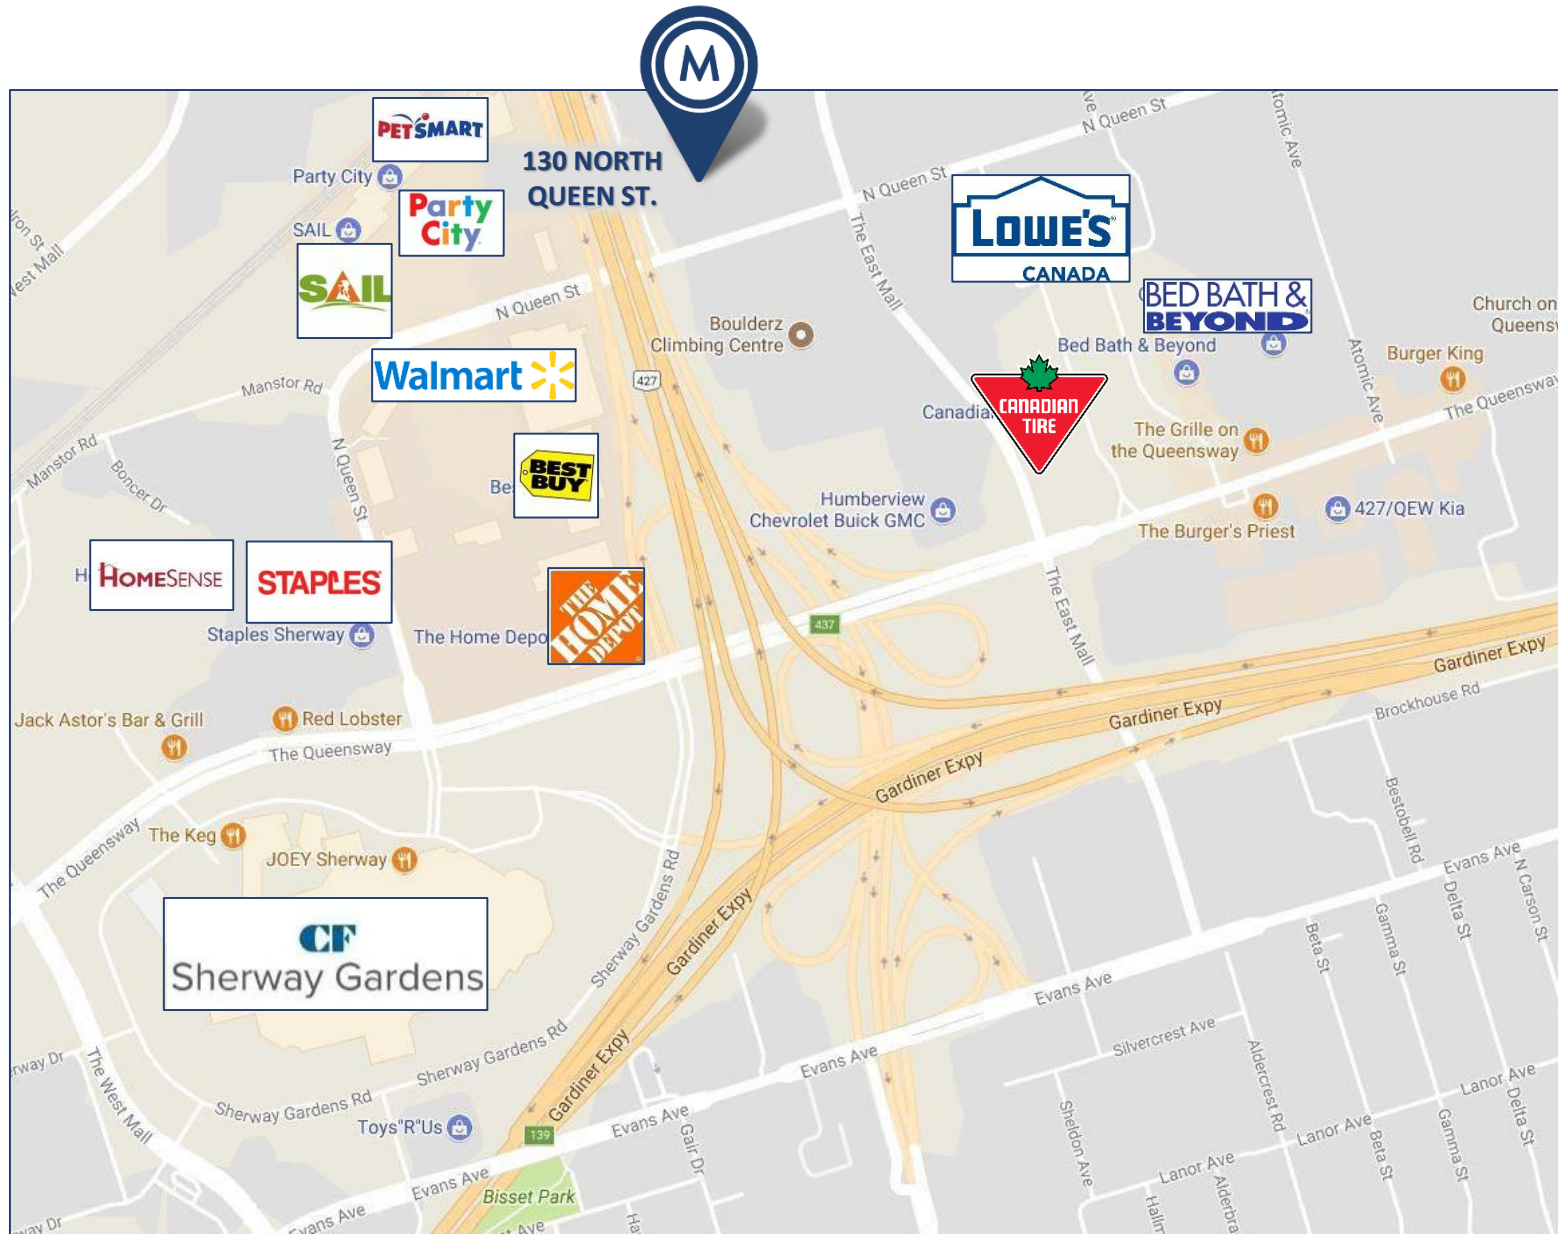 M
130 NORTH
QUEEN ST.
PETSMART
Party City
Party
City
SAIL
SAIL
N Queen St
N Queen St
N Queen St
Atomic Ave
The East Mall
LOWE'S
CANADA
BED BATH &
BEYOND
Bed Bath & Beyond
Church on
Burger King
Atomic Ave
The Queensway
Boulderz
Climbing Centre
427
Walmart
Manstor Rd
Manstor Rd
Boncer Dr
N Queen St
West Mall
CANADIAN
TIRE
The Grille on
the Queensway
BEST
BUY
Humberview
Chevrolet Buick GMC
The Burger's Priest
427/QEW Kia
HOMESENSE
STAPLES
Staples Sherway
The Home Depo
THE
HOME
DEPOT
437
The East Mall
Gardiner Expy
Gardiner Expy
Gardiner Expy
Brockhouse Rd
Jack Astor's Bar & Grill
Red Lobster
The Queensway
The Queensway
The Keg
JOEY Sherway
CF
Sherway Gardens
Sherway Gardens Rd
Gardiner Expy
Bestobell Rd
Evans Ave
N Carson St
Delta St
Gamma St
Beta St
Evans Ave
Silvercrest Ave
Aldercrest Rd
Lanor Ave
Lanor Ave
Lanor Ave
Delta St
Gamma St
Beta St
Sheldon Ave
The West Mall
Sherway Gardens Rd
Sherway Gardens Rd
Gardiner Expy
Toys"R"Us
139
Evans Ave
Evans Ave
Evans Ave
Evans Ave
Gair Dr
Bisset Park